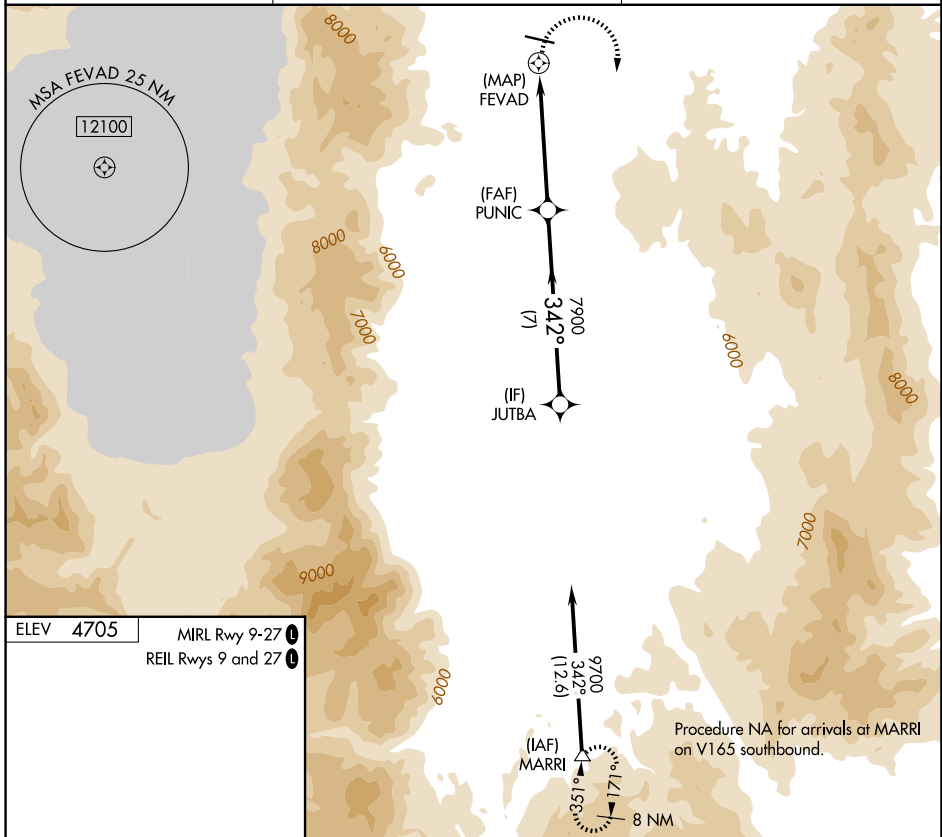 8000
MSA FEVAD 25 NM
12100
(MAP)
FEVAD
(FAF)
PUNIC
8000
6000
7000
7900
342°
(7)
6000
8000
(IF)
JUTBA
7000
9000
ELEV 4705
MIRL Rwy 9-27 L
REIL Rwys 9 and 27 L
6000
9700
342°
(12.6)
Procedure NA for arrivals at MARRI
on V165 southbound.
(IAF)
MARRI
351°
171°
8 NM